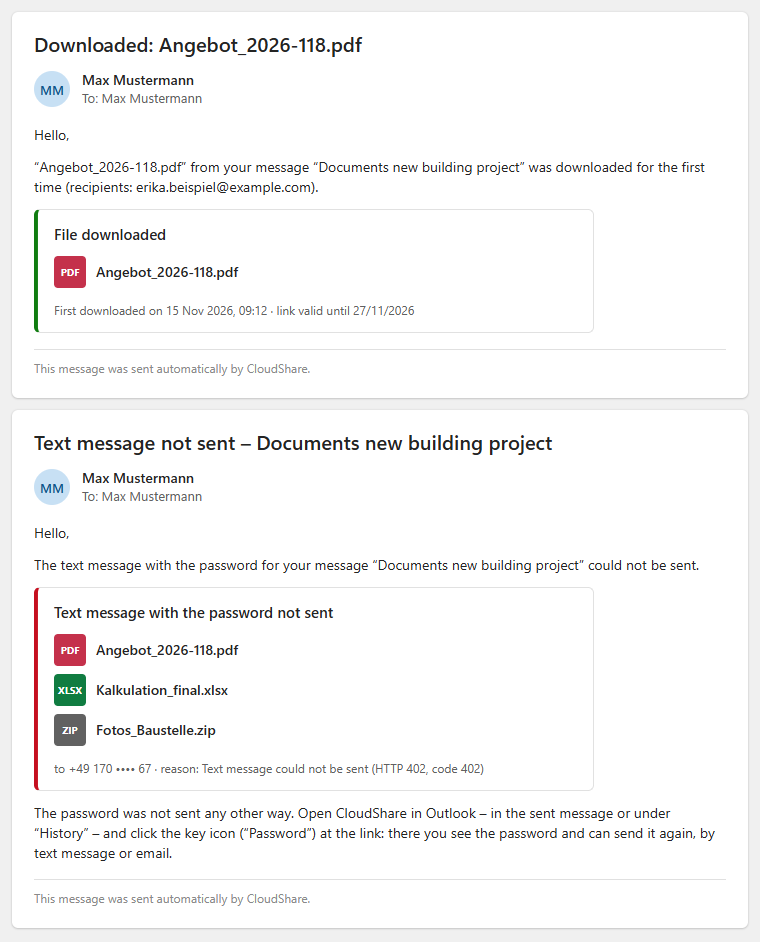 Downloaded: Angebot_2026-118.pdf
MM
Max Mustermann
To: Max Mustermann
Hello,
“Angebot_2026-118.pdf” from your message “Documents new building project” was downloaded for the first
time (recipients: erika.beispiel@example.com).
File downloaded
PDF
Angebot_2026-118.pdf
First downloaded on 15 Nov 2026, 09:12 · link valid until 27/11/2026
This message was sent automatically by CloudShare.
Text message not sent – Documents new building project
MM
Max Mustermann
To: Max Mustermann
Hello,
The text message with the password for your message “Documents new building project” could not be sent.
Text message with the password not sent
PDF
Angebot_2026-118.pdf
XLSX
Kalkulation_final.xlsx
ZIP
Fotos_Baustelle.zip
to +49 170 •••• 67 · reason: Text message could not be sent (HTTP 402, code 402)
The password was not sent any other way. Open CloudShare in Outlook – in the sent message or under
“History” – and click the key icon (“Password”) at the link: there you see the password and can send it again, by
text message or email.
This message was sent automatically by CloudShare.